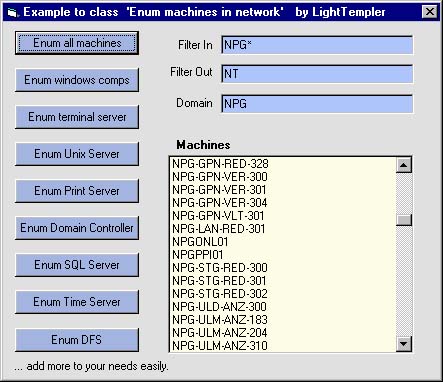 Example to class 'Enum machines in network' by LightTempler
Enum all machines
Enum windows comps
Enum terminal server
Enum Unix Server
Enum Print Server
Enum Domain Controller
Enum SQL Server
Enum Time Server
Enum DFS
... add more to your needs easily.
Filter In NPG*
Filter Out NT
Domain NPG
Machines
NPG-GPN-RED-328
NPG-GPN-VER-300
NPG-GPN-VER-301
NPG-GPN-VER-304
NPG-GPN-VLT-301
NPG-LAN-RED-301
NPGONL01
NPGPPI01
NPG-STG-RED-300
NPG-STG-RED-301
NPG-STG-RED-302
NPG-ULD-ANZ-300
NPG-ULM-ANZ-183
NPG-ULM-ANZ-204
NPG-ULM-ANZ-310